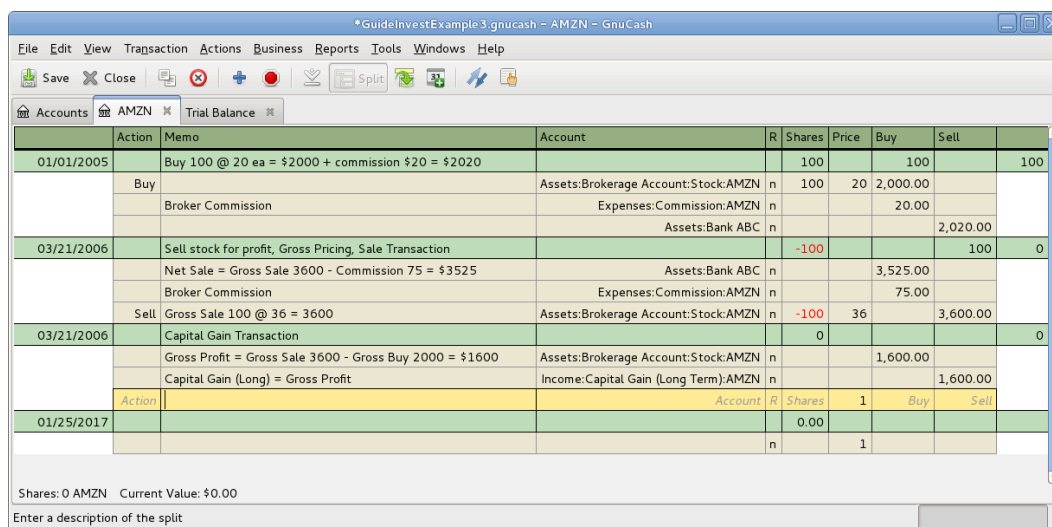 *GuideInvestExample3.gnucash - AMZN - GnuCash
File Edit View Transaction Actions Business Reports Tools Windows Help
Save Close Split
Accounts AMZN Trial Balance
Action Memo Account R Shares Price Buy Sell
01/01/2005 Buy 100 @ 20 ea = $2000 + commission $20 = $2020 100 100 100
Buy Assets:Brokerage Account:Stock:AMZN n 100 20 2,000.00
Broker Commission Expenses:Commission:AMZN n 20.00
Assets:Bank ABC n 2,020.00
03/21/2006 Sell stock for profit, Gross Pricing, Sale Transaction -100 100 0
Net Sale = Gross Sale 3600 - Commission 75 = $3525 Assets:Bank ABC n 3,525.00
Broker Commission Expenses:Commission:AMZN n 75.00
Sell Gross Sale 100 @ 36 = 3600 Assets:Brokerage Account:Stock:AMZN n -100 36 3,600.00
03/21/2006 Capital Gain Transaction 0 0
Gross Profit = Gross Sale 3600 - Gross Buy 2000 = $1600 Assets:Brokerage Account:Stock:AMZN n 1,600.00
Capital Gain (Long) = Gross Profit Income:Capital Gain (Long Term):AMZN n 1,600.00
Action Account R Shares 1 Buy Sell
01/25/2017 0.00
n 1
Shares: 0 AMZN Current Value: $0.00
Enter a description of the split